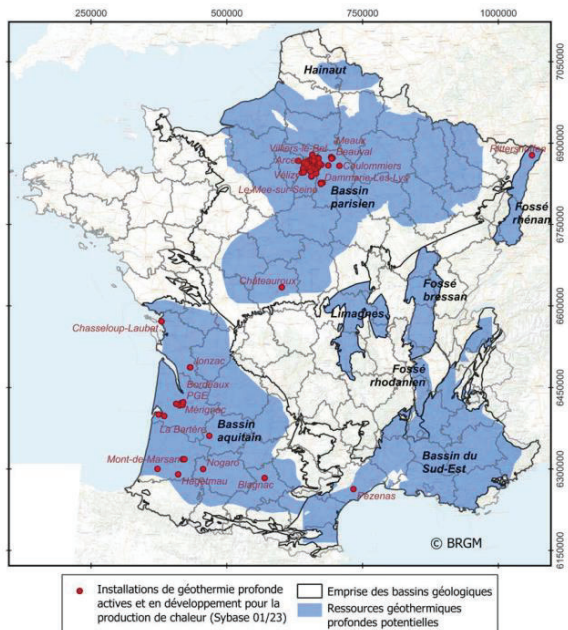 250000 500000 750000 1000000
7050000
6900000
6750000
6600000
6450000
6300000
6150000
Hainaut
Villiers-le-Bel
Meaux
Beauval
Coulommiers
Vélizy
Dammarie-Les-Lys
Le-Mee-sur-Seine
Bassin
parisien
Rittershoffen
Fossé
rhénan
Châteauroux
Fossé
bressan
Limagnes
Chasseloup-Laubat
Fossé
rhodanien
Jonzac
Bordeaux
PGE
Mérignac
La Bartère
Bassin
aquitain
Bassin du
Sud-Est
Mont-de-Marsan
Nogaro
Hagetmau
Blagnac
Pezenas
© BRGM
Installations de géothermie profonde
actives et en développement pour la
production de chaleur (Sybase 01/23)
Emprise des bassins géologiques
Ressources géothermiques
profondes potentielles